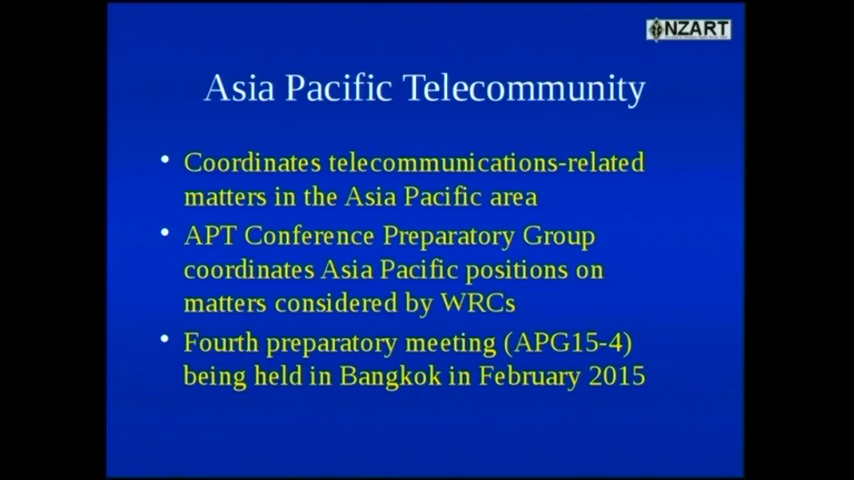 NZART
Asia Pacific Telecommunity
• Coordinates telecommunications-related
matters in the Asia Pacific area
• APT Conference Preparatory Group
coordinates Asia Pacific positions on
matters considered by WRCs
• Fourth preparatory meeting (APG15-4)
being held in Bangkok in February 2015